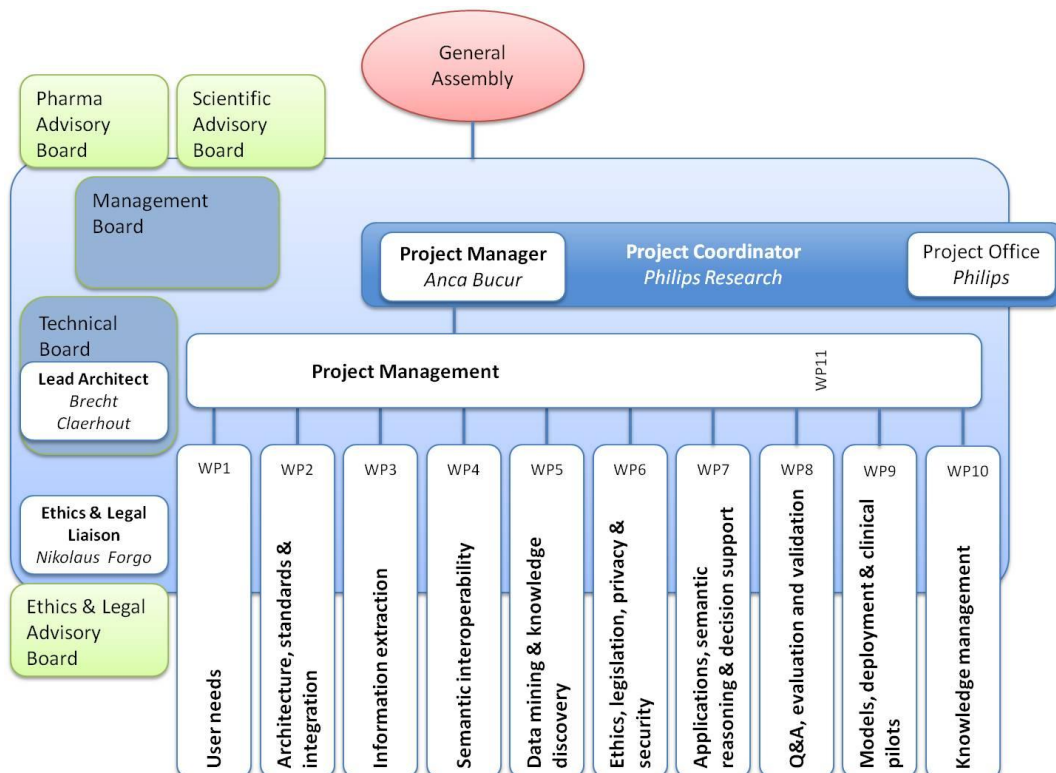 General
Assembly
Pharma
Advisory
Board
Scientific
Advisory
Board
Management
Board
Project Manager
Anca Bucur
Project Coordinator
Philips Research
Project Office
Philips
Technical
Board
Lead Architect
Brecht
Claerhout
Project Management
WP11
Ethics & Legal
Liaison
Nikolaus Forgo
Ethics & Legal
Advisory
Board
WP1
User needs
WP2
Architecture, standards &
integration
WP3
Information extraction
WP4
Semantic interoperability
WP5
Data mining & knowledge
discovery
WP6
Ethics, legislation, privacy &
security
WP7
Applications, semantic
reasoning & decision support
WP8
Q&A, evaluation and validation
WP9
Models, deployment & clinical
pilots
WP10
Knowledge management